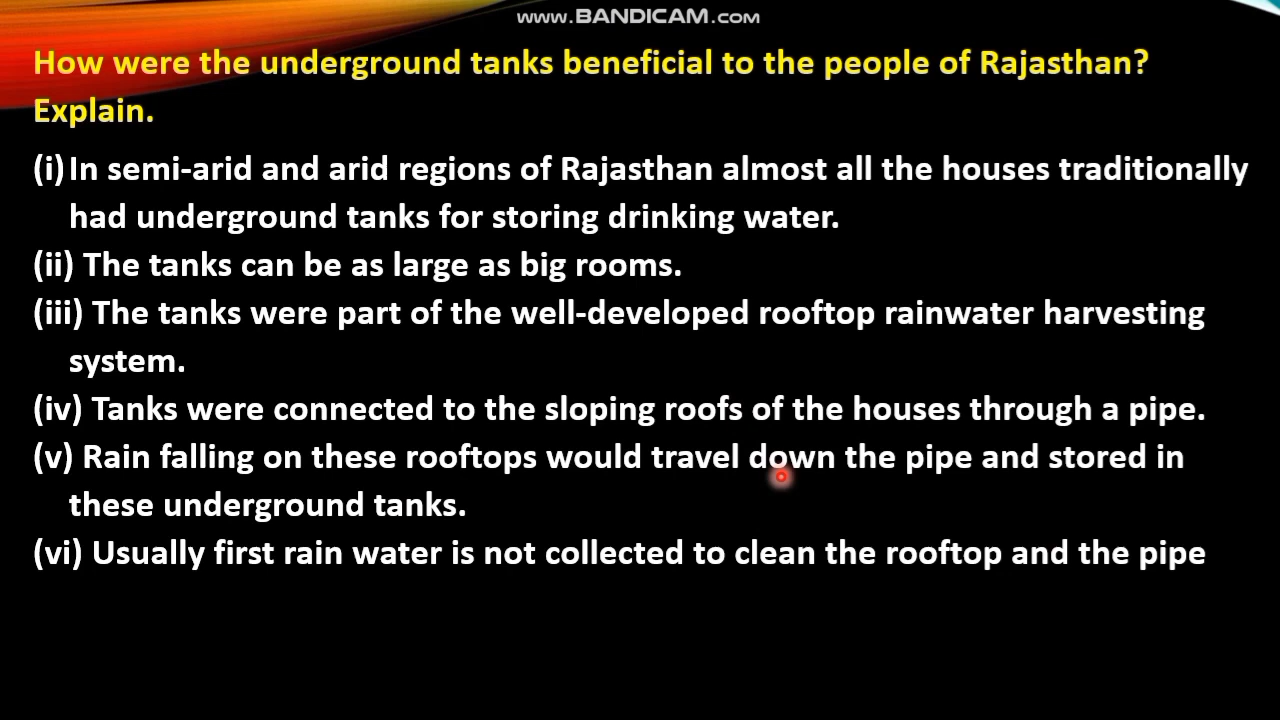 www.BANDICAM.com
How were the underground tanks beneficial to the people of Rajasthan?
Explain.
(i) In semi-arid and arid regions of Rajasthan almost all the houses traditionally
had underground tanks for storing drinking water.
(ii) The tanks can be as large as big rooms.
(iii) The tanks were part of the well-developed rooftop rainwater harvesting
system.
(iv) Tanks were connected to the sloping roofs of the houses through a pipe.
(v) Rain falling on these rooftops would travel down the pipe and stored in
these underground tanks.
(vi) Usually first rain water is not collected to clean the rooftop and the pipe